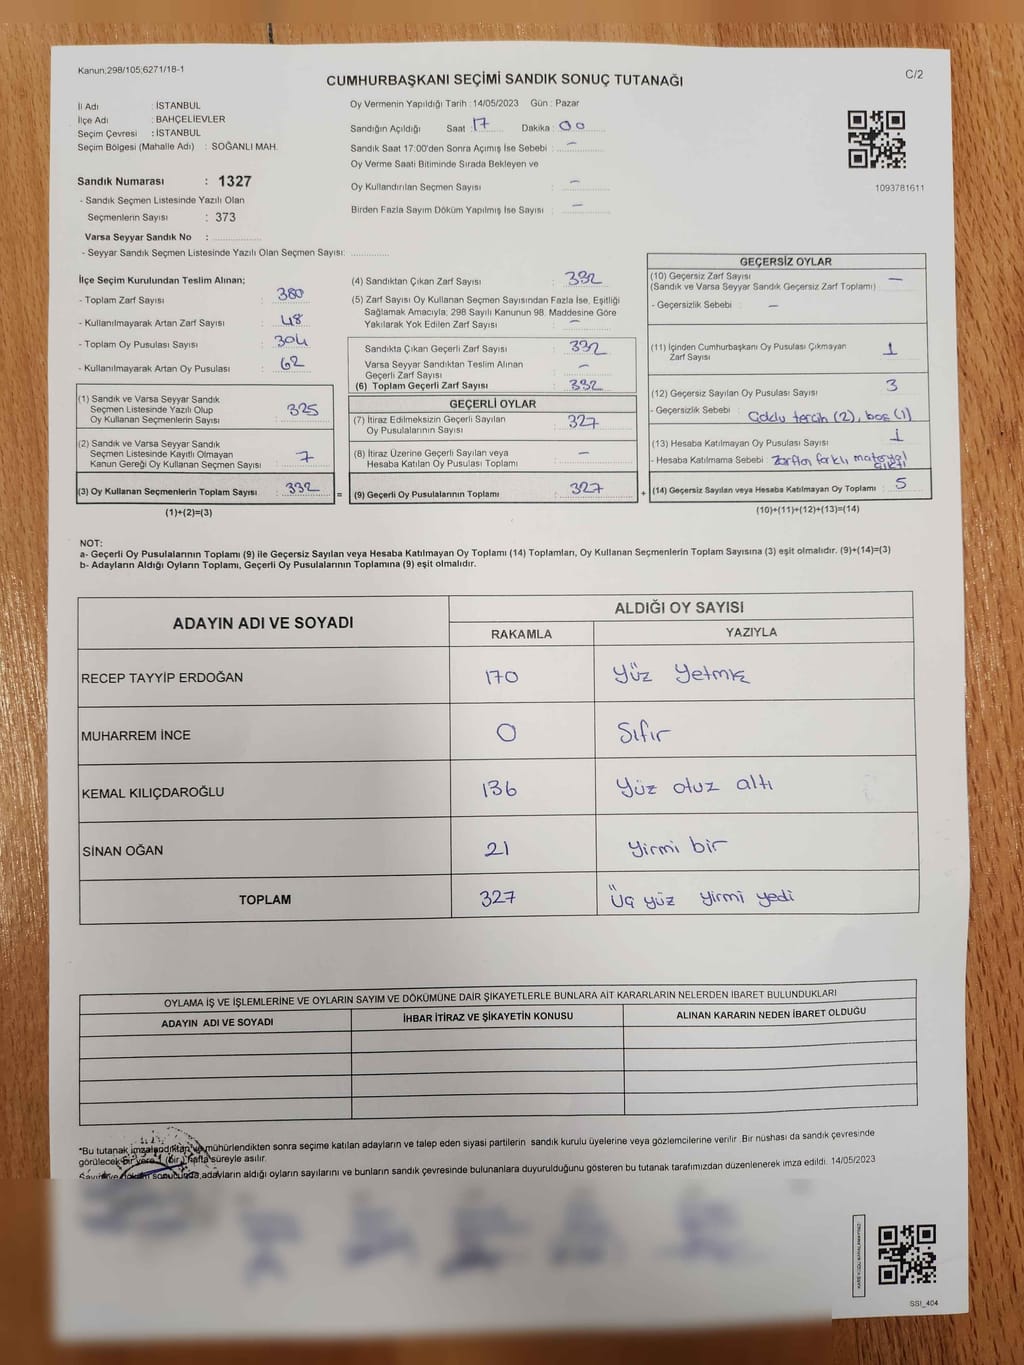 Kanun;298/105;6271/18-1
CUMHURBAŞKANI SEÇİMİ SANDIK SONUÇ TUTANAĞI
C/2
İl Adı : İSTANBUL
İlçe Adı : BAHÇELİEVLER
Seçim Çevresi : İSTANBUL
Seçim Bölgesi (Mahalle Adı) : SOĞANLI MAH.
Sandık Numarası : 1327
- Sandık Seçmen Listesinde Yazılı Olan
Seçmenlerin Sayısı : 373
Varsa Seyyar Sandık No :
- Seyyar Sandık Seçmen Listesinde Yazılı Olan Seçmen Sayısı:
Oy Vermenin Yapıldığı Tarih : 14/05/2023 Gün : Pazar
Sandığın Açıldığı Saat : 17 Dakika : 00
Sandık Saat 17:00'den Sonra Açımış İse Sebebi : -
Oy Verme Saati Bitiminde Sırada Bekleyen ve
Oy Kullandırılan Seçmen Sayısı : -
Birden Fazla Sayım Döküm Yapılmış İse Sayısı : -
1093781611
İlçe Seçim Kurulundan Teslim Alınan;
- Toplam Zarf Sayısı : 380
- Kullanılmayarak Artan Zarf Sayısı : 48
- Toplam Oy Pusulası Sayısı : 304
- Kullanılmayarak Artan Oy Pusulası : 62
(1) Sandık ve Varsa Seyyar Sandık
Seçmen Listesinde Yazılı Olup
Oy Kullanan Seçmenlerin Sayısı : 325
(2) Sandık ve Varsa Seyyar Sandık
Seçmen Listesinde Kayıtlı Olmayan
Kanun Gereği Oy Kullanan Seçmen Sayısı : 7
(3) Oy Kullanan Seçmenlerin Toplam Sayısı : 332
(1)+(2)=(3)
(4) Sandıktan Çıkan Zarf Sayısı : 332
(5) Zarf Sayısı Oy Kullanan Seçmen Sayısından Fazla İse, Eşitliği
Sağlamak Amacıyla; 298 Sayılı Kanunun 98. Maddesine Göre
Yakılarak Yok Edilen Zarf Sayısı : -
Sandıkta Çıkan Geçerli Zarf Sayısı : 332
Varsa Seyyar Sandıktan Teslim Alınan
Geçerli Zarf Sayısı : -
(6) Toplam Geçerli Zarf Sayısı : 332
GEÇERLİ OYLAR
(7) İtiraz Edilmeksizin Geçerli Sayılan
Oy Pusulalarının Sayısı : 327
(8) İtiraz Üzerine Geçerli Sayılan veya
Hesaba Katılan Oy Pusulası Toplamı : -
= (9) Geçerli Oy Pusulalarının Toplamı : 327
GEÇERSİZ OYLAR
(10) Geçersiz Zarf Sayısı -
(Sandık ve Varsa Seyyar Sandık Geçersiz Zarf Toplamı)
- Geçersizlik Sebebi : -
(11) İçinden Cumhurbaşkanı Oy Pusulası Çıkmayan
Zarf Sayısı 1
(12) Geçersiz Sayılan Oy Pusulası Sayısı : 3
- Geçersizlik Sebebi : Çoklu tercih (2), boş (1)
(13) Hesaba Katılmayan Oy Pusulası Sayısı : 1
- Hesaba Katılmama Sebebi : Zarftan farklı materyal
çıktı
+ (14) Geçersiz Sayılan veya Hesaba Katılmayan Oy Toplamı : 5
(10)+(11)+(12)+(13)=(14)
NOT:
a- Geçerli Oy Pusulalarının Toplamı (9) ile Geçersiz Sayılan veya Hesaba Katılmayan Oy Toplamı (14) Toplamları, Oy Kullanan Seçmenlerin Toplam Sayısına (3) eşit olmalıdır. (9)+(14)=(3)
b- Adayların Aldığı Oyların Toplamı, Geçerli Oy Pusulalarının Toplamına (9) eşit olmalıdır.
ADAYIN ADI VE SOYADI ALDIĞI OY SAYISI
RAKAMLA YAZIYLA
RECEP TAYYİP ERDOĞAN 170 Yüz Yetmiş
MUHARREM İNCE 0 Sıfır
KEMAL KILIÇDAROĞLU 136 Yüz otuz altı
SİNAN OĞAN 21 Yirmi bir
TOPLAM 327 Üç yüz yirmi yedi
OYLAMA İŞ VE İŞLEMLERİNE VE OYLARIN SAYIM VE DÖKÜMÜNE DAİR ŞİKAYETLERLE BUNLARA AİT KARARLARIN NELERDEN İBARET BULUNDUKLARI
ADAYIN ADI VE SOYADI İHBAR İTİRAZ VE ŞİKAYETİN KONUSU ALINAN KARARIN NEDEN İBARET OLDUĞU
*Bu tutanak imzalandıktan ve mühürlendikten sonra seçime katılan adayların ve talep eden siyasi partilerin sandık kurulu üyelerine veya gözlemcilerine verilir. Bir nüshası da sandık çevresinde
görülecek bir yere 1 (bir) hafta süreyle asılır.
Sayım ve döküm sonucunda, adayların aldığı oyların sayılarını ve bunların sandık çevresinde bulunanlara duyurulduğunu gösteren bu tutanak tarafımızdan düzenlenerek imza edildi. 14/05/2023
SSİ_404